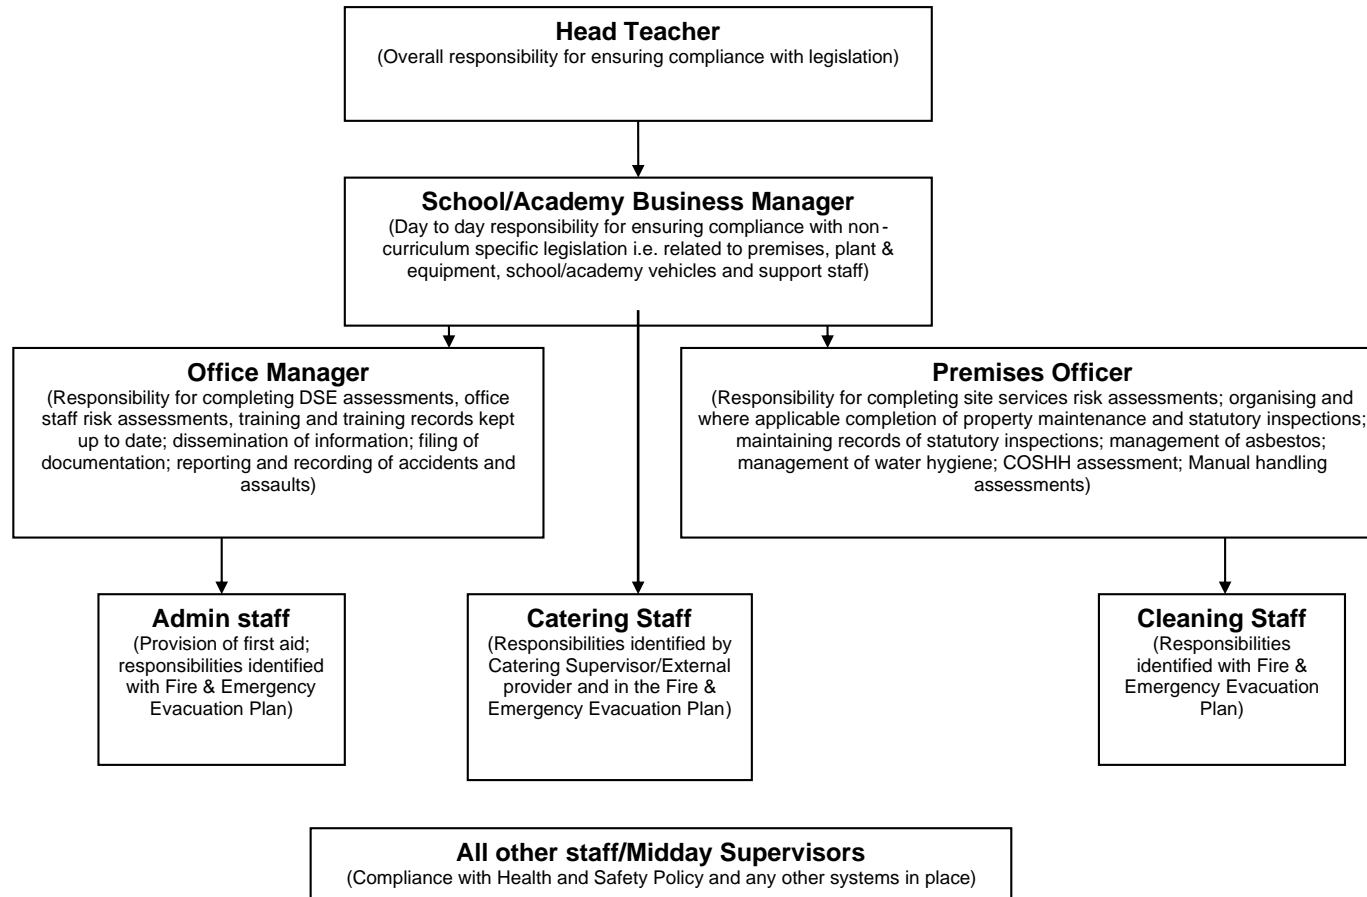 Head Teacher
(Overall responsibility for ensuring compliance with legislation)
School/Academy Business Manager
(Day to day responsibility for ensuring compliance with non-
curriculum specific legislation i.e. related to premises, plant &
equipment, school/academy vehicles and support staff)
Office Manager
(Responsibility for completing DSE assessments, office
staff risk assessments, training and training records kept
up to date; dissemination of information; filing of
documentation; reporting and recording of accidents and
assaults)
Premises Officer
(Responsibility for completing site services risk assessments; organising and
where applicable completion of property maintenance and statutory inspections;
maintaining records of statutory inspections; management of asbestos;
management of water hygiene; COSHH assessment; Manual handling
assessments)
Admin staff
(Provision of first aid;
responsibilities identified
with Fire & Emergency
Evacuation Plan)
Catering Staff
(Responsibilities identified by
Catering Supervisor/External
provider and in the Fire &
Emergency Evacuation Plan)
Cleaning Staff
(Responsibilities
identified with Fire &
Emergency Evacuation
Plan)
All other staff/Midday Supervisors
(Compliance with Health and Safety Policy and any other systems in place)